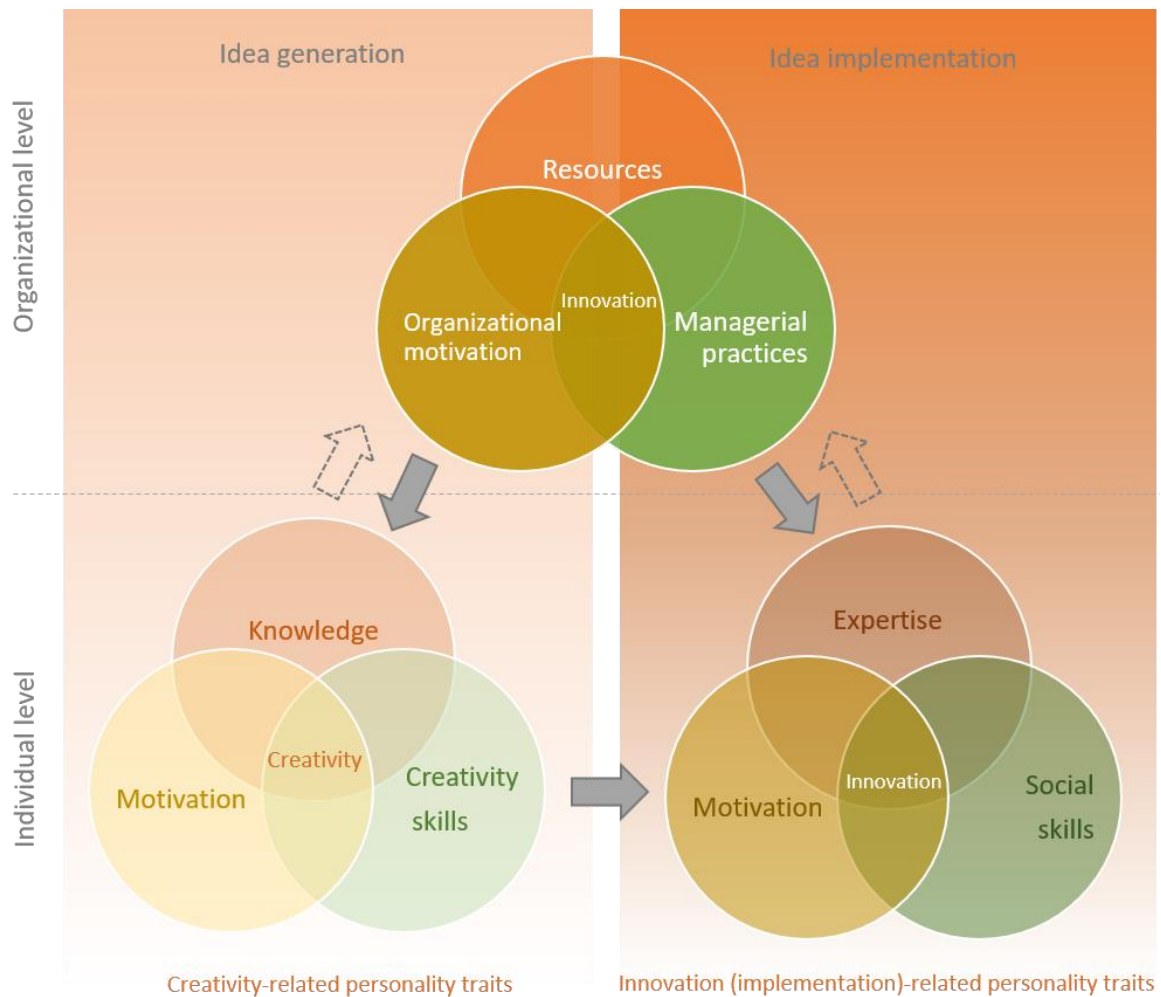 Idea generation
Idea implementation
Organizational level
Resources
Organizational
motivation
Innovation
Managerial
practices
Individual level
Knowledge
Motivation
Creativity
Creativity
skills
Expertise
Motivation
Innovation
Social
skills
Creativity-related personality traits
Innovation (implementation)-related personality traits